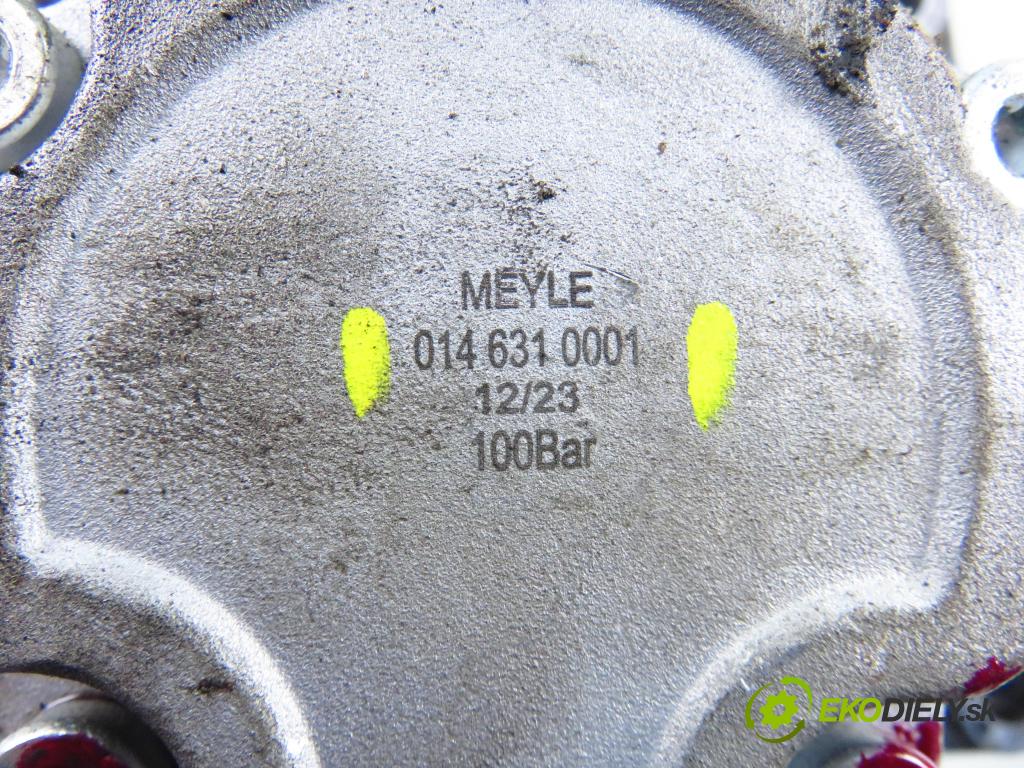 MEYLE
014 631 0001
12/23
100Bar
EKODIELY.sk